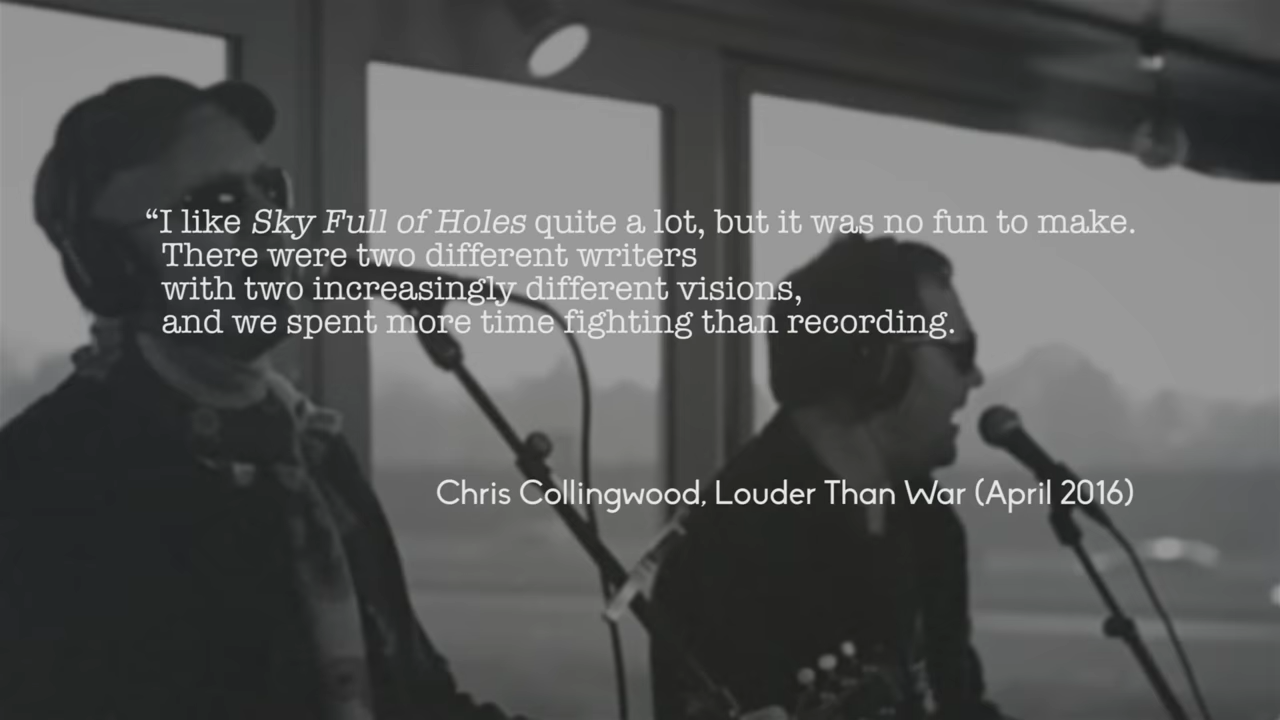 “I like Sky Full of Holes quite a lot, but it was no fun to make.
There were two different writers
with two increasingly different visions,
and we spent more time fighting than recording.
Chris Collingwood, Louder Than War (April 2016)